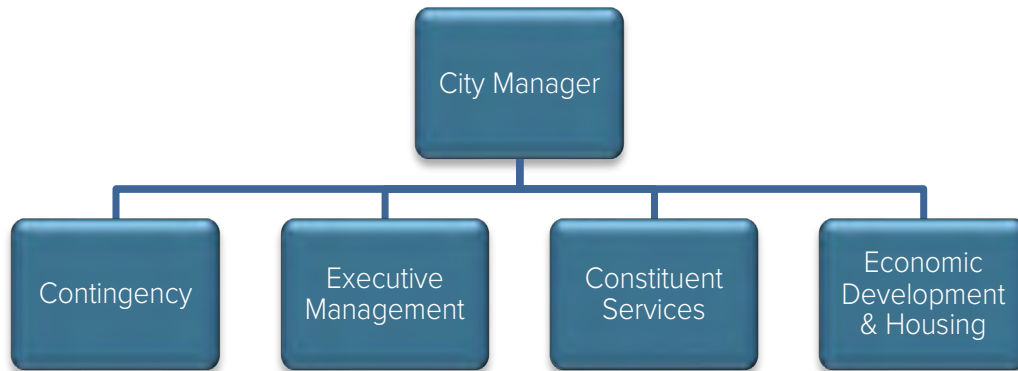 City Manager
Contingency
Executive
Management
Constituent
Services
Economic
Development
& Housing